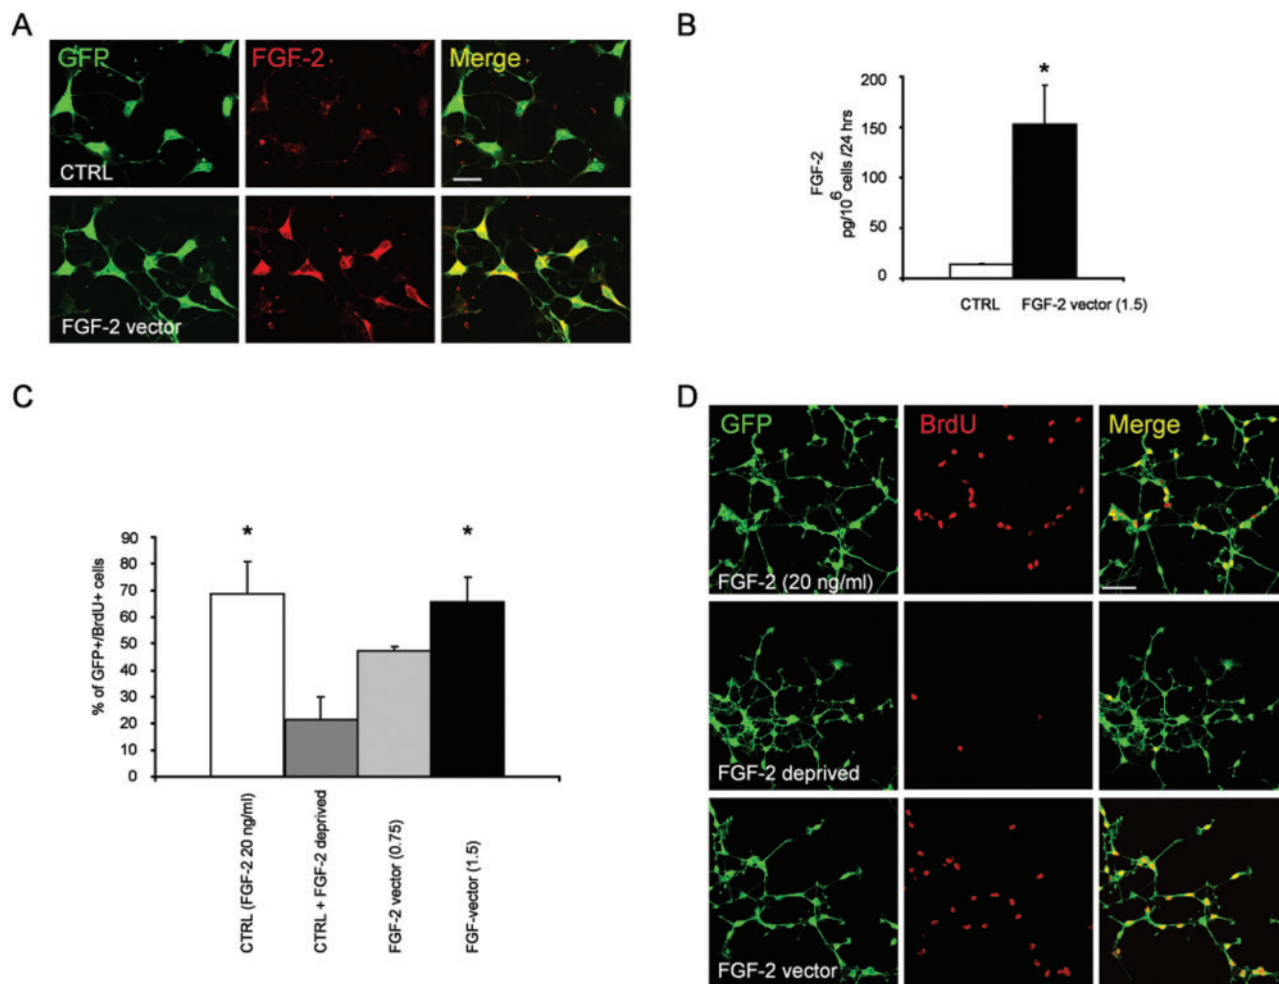 A
GFP
FGF-2
Merge
CTRL
FGF-2 vector
B
*
200
150
100
50
0
FGF-2
pg/10^6 cells /24 hrs
CTRL
FGF-2 vector (1.5)
C
*
*
90
80
70
60
50
40
30
20
10
0
% of GFP+/BrdU+ cells
CTRL (FGF-2 20 ng/ml)
CTRL + FGF-2 deprived
FGF-2 vector (0.75)
FGF-vector (1.5)
D
GFP
BrdU
Merge
FGF-2 (20 ng/ml)
FGF-2 deprived
FGF-2 vector